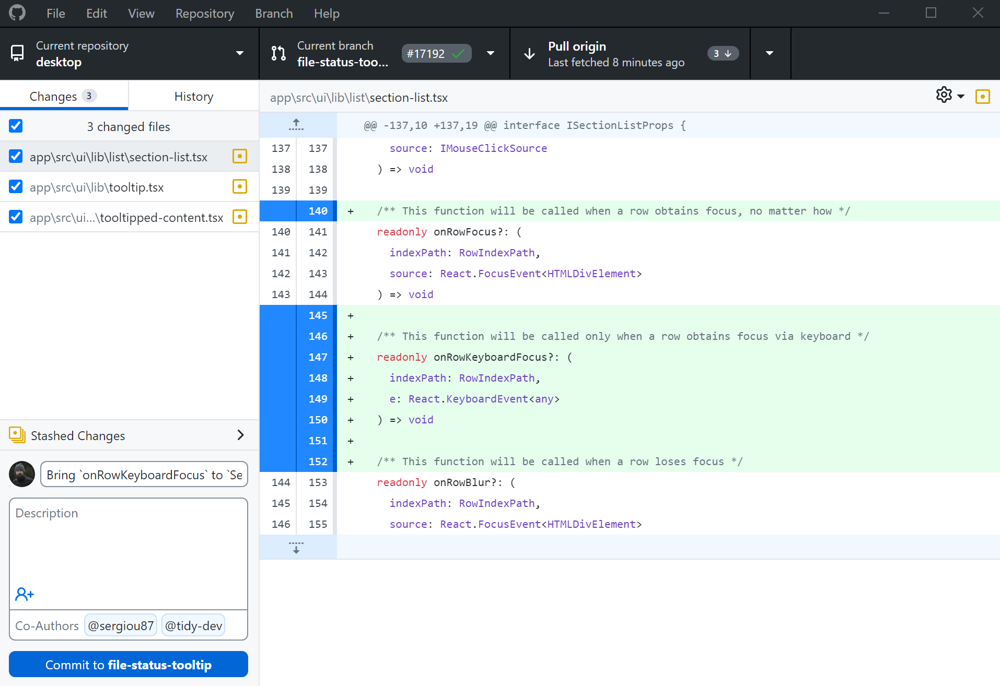 File Edit View Repository Branch Help
Current repository
desktop
Current branch
file-status-too...
#17192
Pull origin
Last fetched 8 minutes ago
3
Changes 3
History
3 changed files
app\src\ui\lib\list\section-list.tsx
app\src\ui\lib\tooltip.tsx
app\src\ui...\tooltipped-content.tsx
Stashed Changes
Bring `onRowKeyboardFocus` to `Se
Description
Co-Authors @sergiou87 @tidy-dev
Commit to file-status-tooltip
app\src\ui\lib\list\section-list.tsx
@@ -137,10 +137,19 @@ interface ISectionListProps {
137 137 source: IMouseClickSource
138 138 ) => void
139 139
140 + /** This function will be called when a row obtains focus, no matter how */
140 141 readonly onRowFocus?: (
141 142 indexPath: RowIndexPath,
142 143 source: React.FocusEvent<HTMLDivElement>
143 144 ) => void
145 +
146 + /** This function will be called only when a row obtains focus via keyboard */
147 + readonly onRowKeyboardFocus?: (
148 + indexPath: RowIndexPath,
149 + e: React.KeyboardEvent<any>
150 + ) => void
151 +
152 + /** This function will be called when a row loses focus */
144 153 readonly onRowBlur?: (
145 154 indexPath: RowIndexPath,
146 155 source: React.FocusEvent<HTMLDivElement>